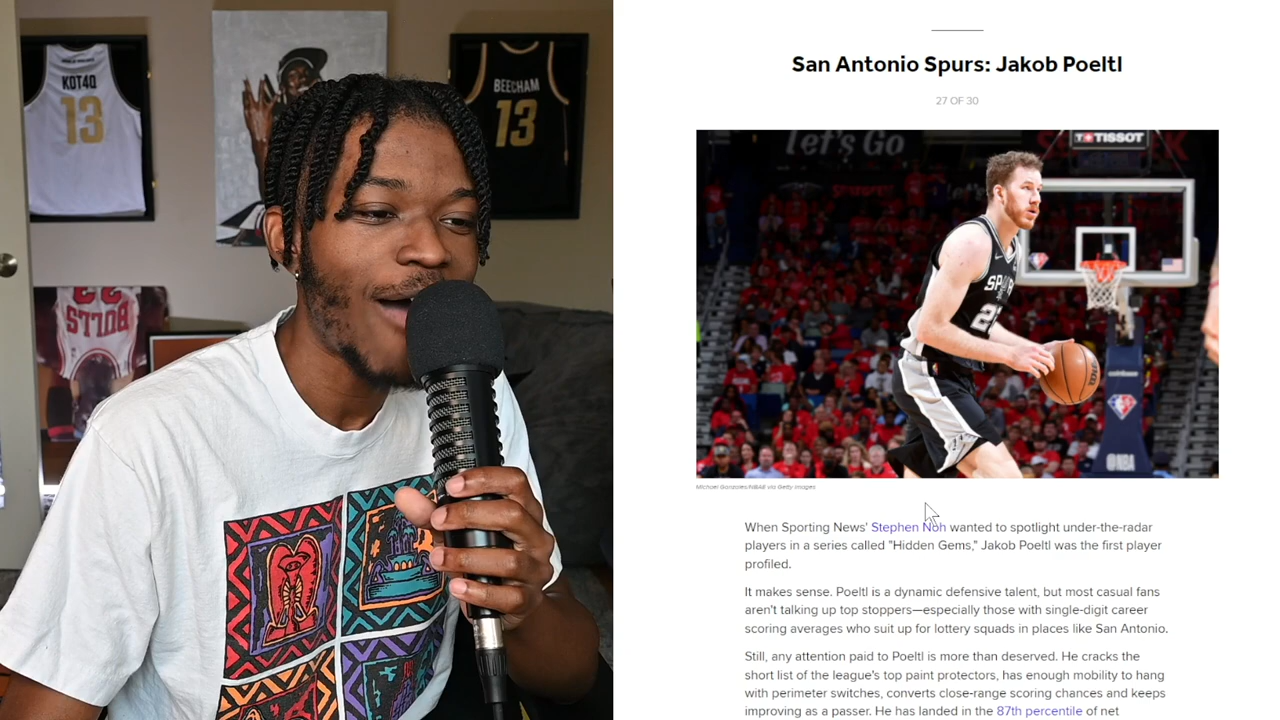 KOT4Q
13
BEECHAM
13
BULLS
San Antonio Spurs: Jakob Poeltl
27 OF 30
let's Go
T+TISSOT
Michael Gonzales/NBAE via Getty Images
When Sporting News' Stephen Noh wanted to spotlight under-the-radar
players in a series called "Hidden Gems," Jakob Poeltl was the first player
profiled.
It makes sense. Poeltl is a dynamic defensive talent, but most casual fans
aren't talking up top stoppers—especially those with single-digit career
scoring averages who suit up for lottery squads in places like San Antonio.
Still, any attention paid to Poeltl is more than deserved. He cracks the
short list of the league's top paint protectors, has enough mobility to hang
with perimeter switches, converts close-range scoring chances and keeps
improving as a passer. He has landed in the 87th percentile of net